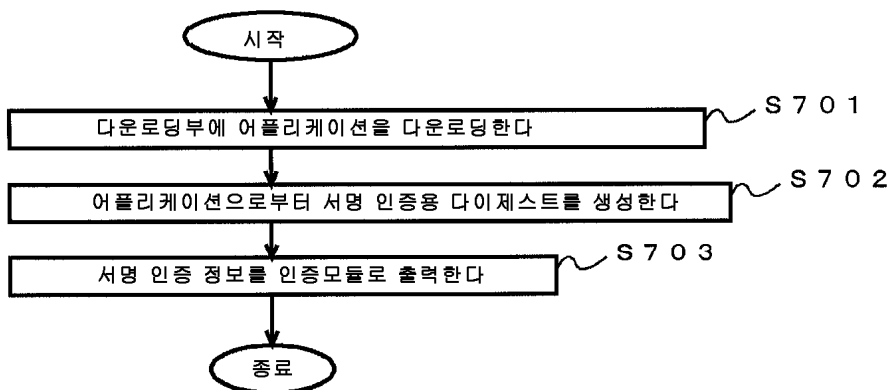 시작
다운로딩부에 어플리케이션을 다운로딩한다
S701
어플리케이션으로부터 서명 인증용 다이제스트를 생성한다
S702
서명 인증 정보를 인증모듈로 출력한다
S703
종료